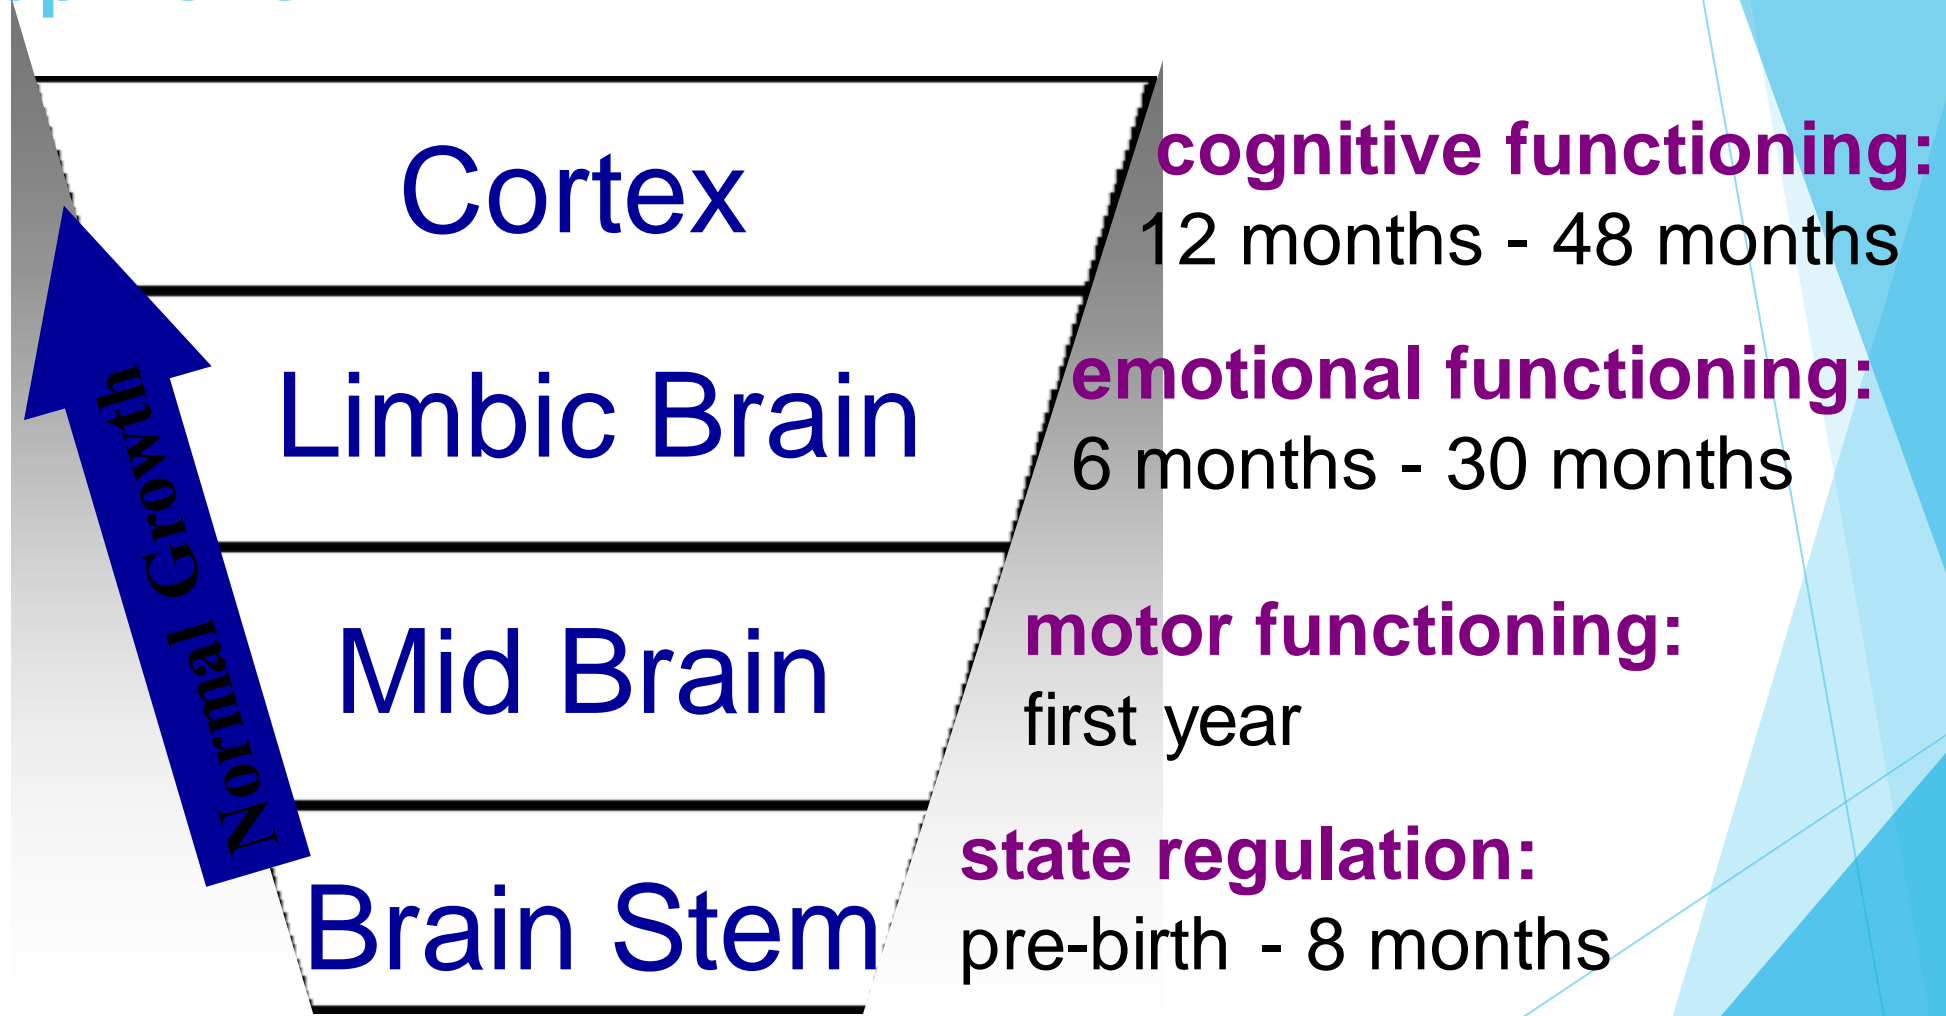 Cortex
cognitive functioning:
12 months - 48 months
Limbic Brain
emotional functioning:
6 months - 30 months
Mid Brain
motor functioning:
first year
Brain Stem
state regulation:
pre-birth - 8 months
Normal Growth